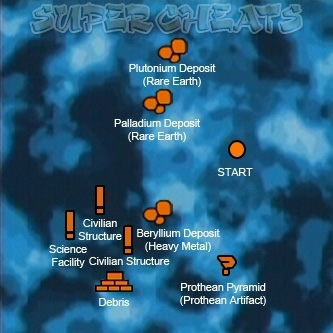 SUPER CHEATS
Plutonium Deposit
(Rare Earth)
Palladium Deposit
(Rare Earth)
START
Civilian
Structure
Beryllium Deposit
(Heavy Metal)
Science
Facility
Civilian Structure
Prothean Pyramid
(Prothean Artifact)
Debris